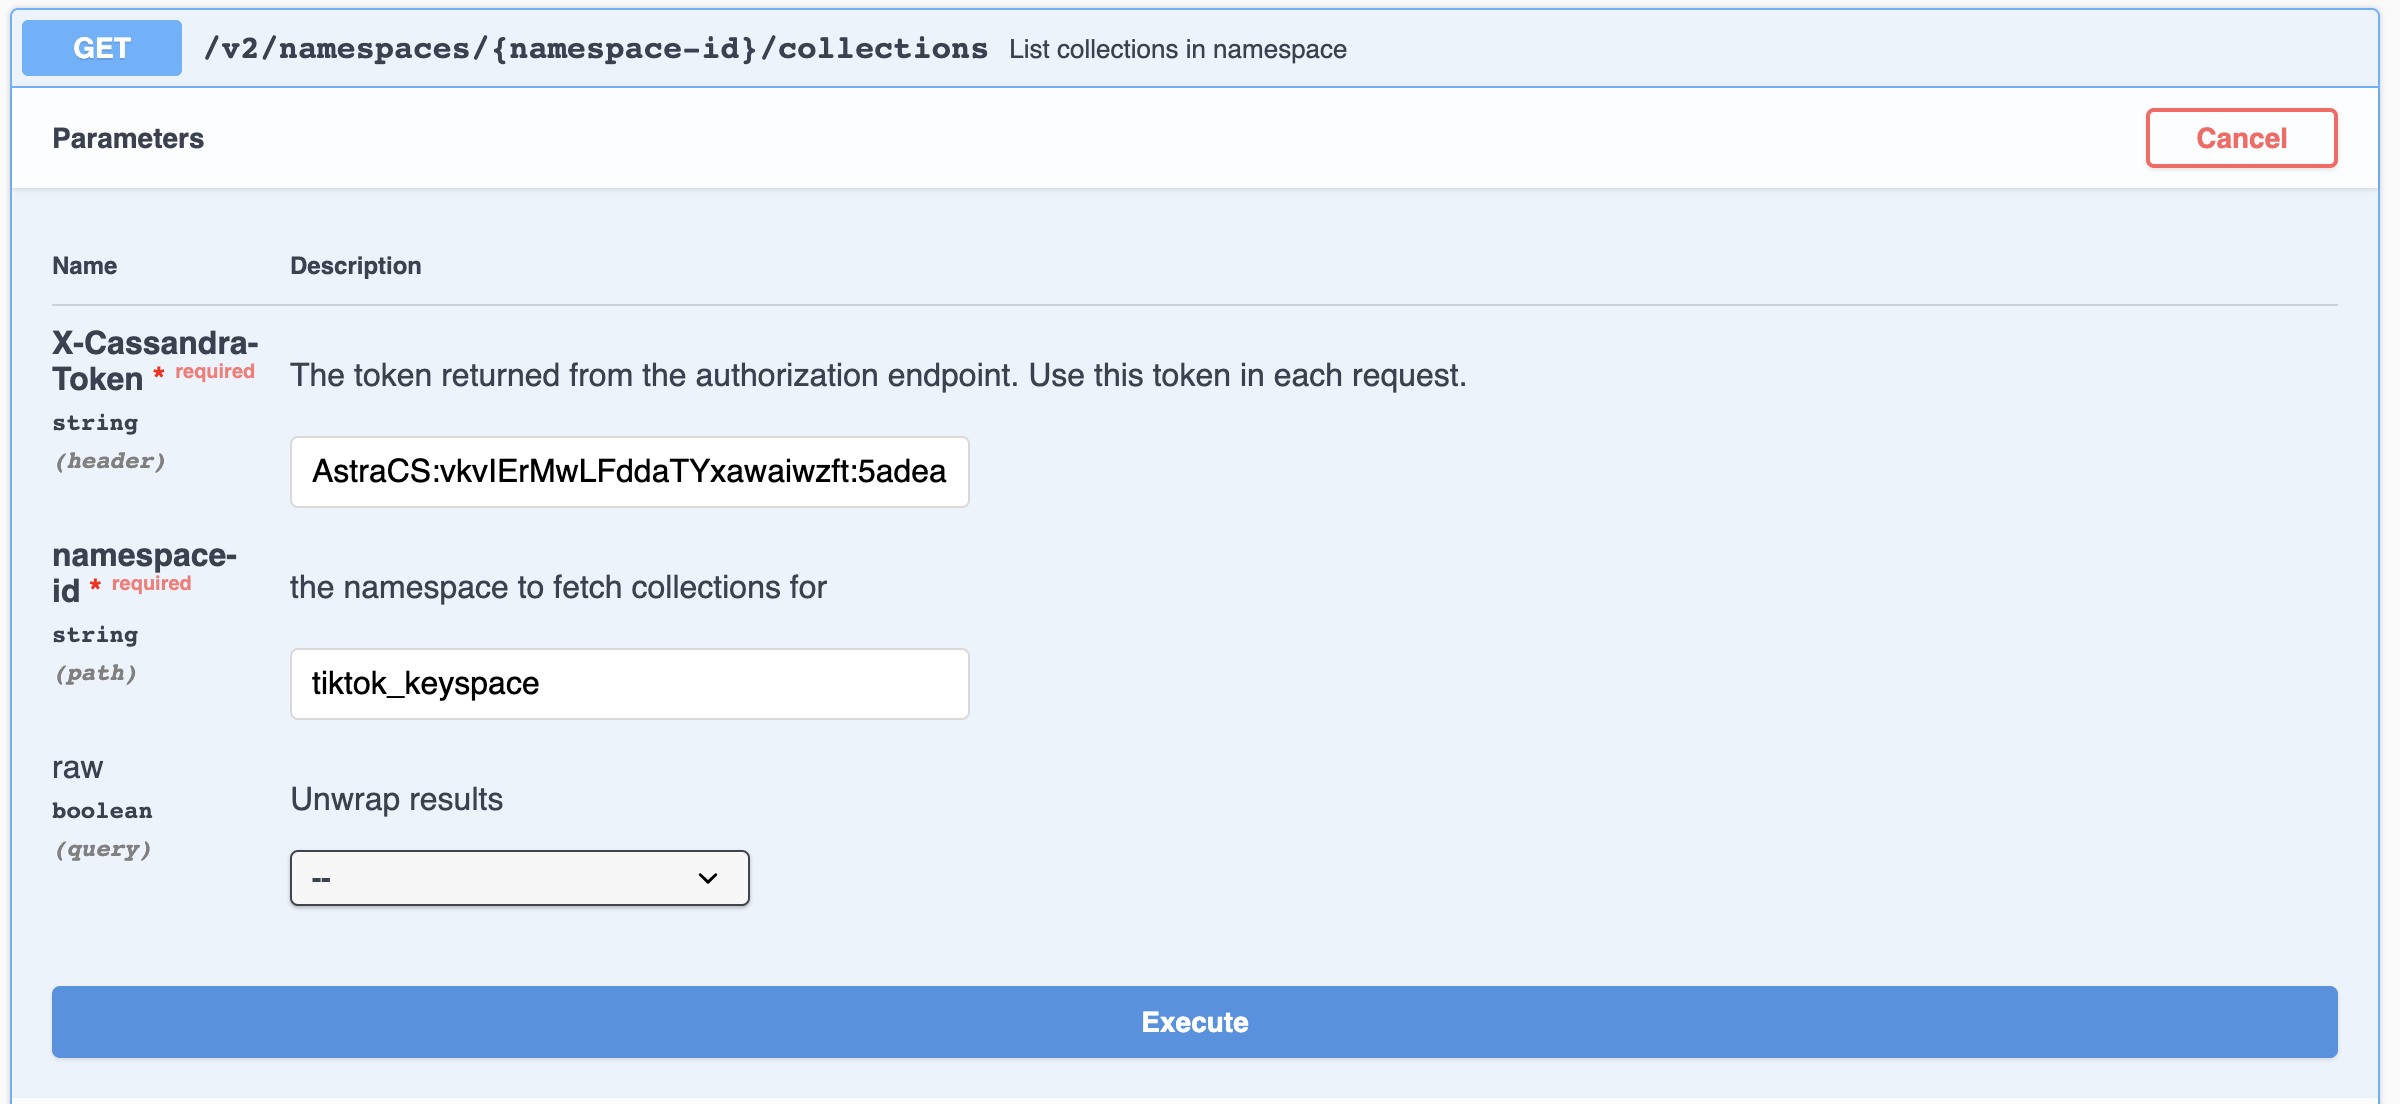 GET /v2/namespaces/{namespace-id}/collections List collections in namespace
Parameters
Cancel
Name Description
X-Cassandra-
Token * required
string
(header)
The token returned from the authorization endpoint. Use this token in each request.
AstraCS:vkvIErMwLFddaTYxawaiwzft:5adea
namespace-
id * required
string
(path)
the namespace to fetch collections for
tiktok_keyspace
raw
boolean
(query)
Unwrap results
--
Execute